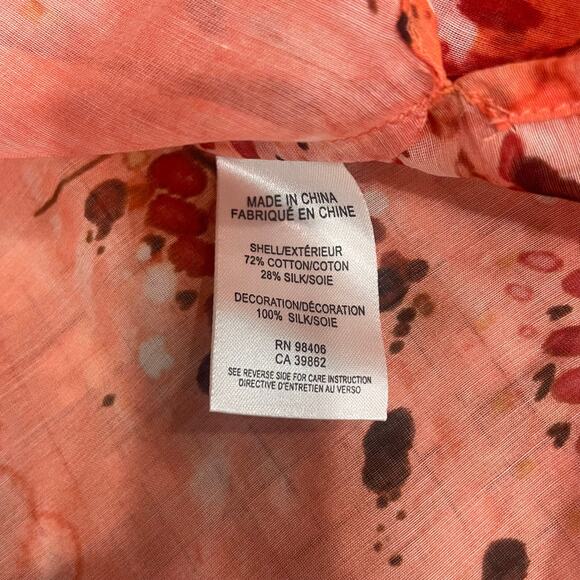 MADE IN CHINA
FABRIQUÉ EN CHINE
SHELL/EXTÉRIEUR
72% COTTON/COTON
28% SILK/SOIE
DECORATION/DÉCORATION
100% SILK/SOIE
RN 98406
CA 39862
SEE REVERSE SIDE FOR CARE INSTRUCTION
DIRECTIVE D'ENTRETIEN AU VERSO